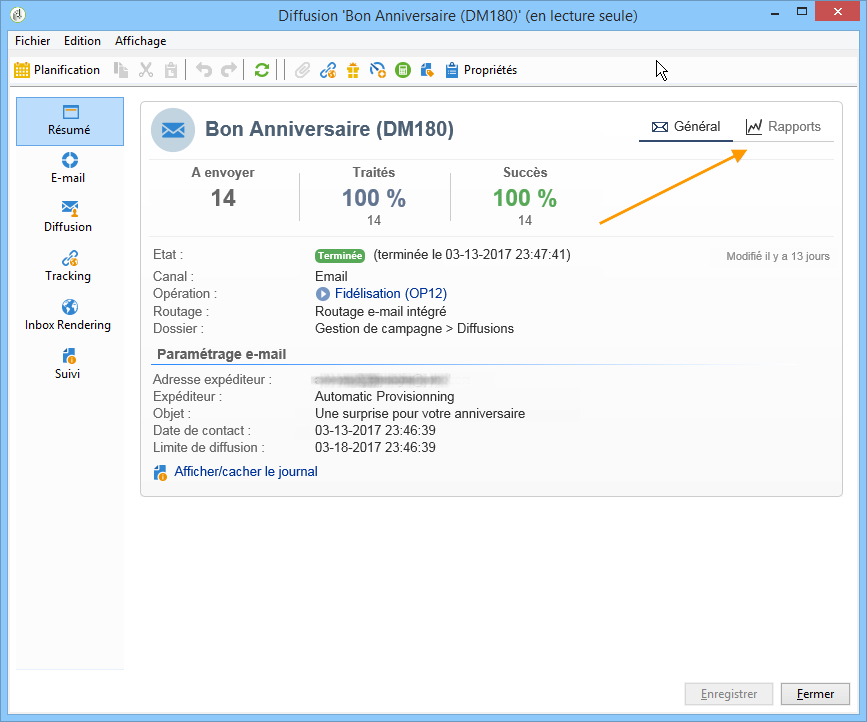 Diffusion 'Bon Anniversaire (DM180)' (en lecture seule)
Fichier Edition Affichage
Planification Propriétés
Résumé
E-mail
Diffusion
Tracking
Inbox Rendering
Suivi
Bon Anniversaire (DM180)
Général Rapports
A envoyer Traités Succès
14 100 % 100 %
14 14
Etat : Terminée (terminée le 03-13-2017 23:47:41) Modifié il y a 13 jours
Canal : Email
Opération : Fidélisation (OP12)
Routage : Routage e-mail intégré
Dossier : Gestion de campagne > Diffusions
Paramétrage e-mail
Adresse expéditeur :
Expéditeur : Automatic Provisionning
Objet : Une surprise pour votre anniversaire
Date de contact : 03-13-2017 23:46:39
Limite de diffusion : 03-18-2017 23:46:39
Afficher/cacher le journal
Enregistrer Fermer